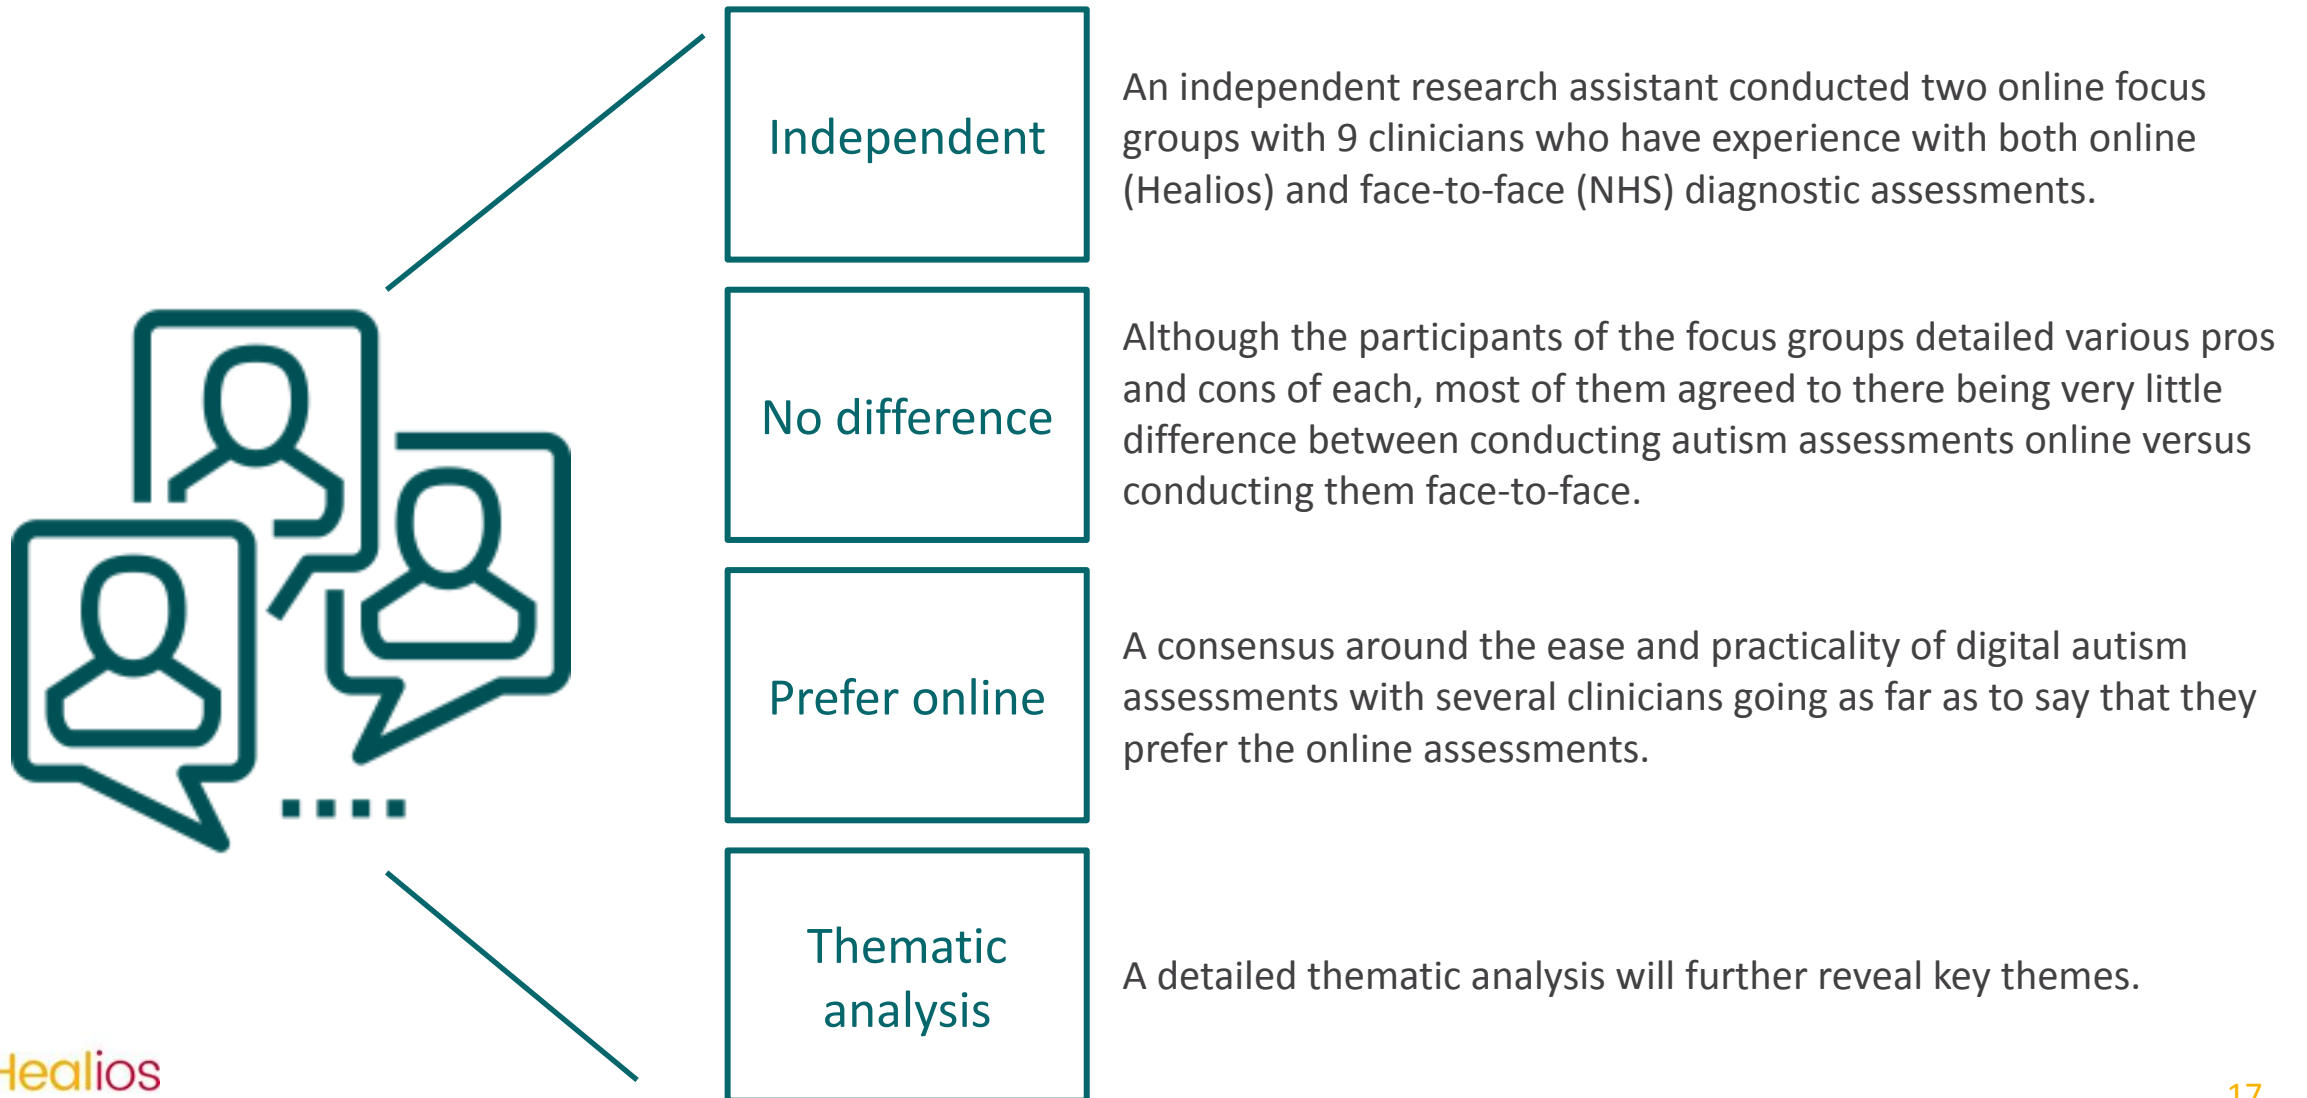 Independent
An independent research assistant conducted two online focus
groups with 9 clinicians who have experience with both online
(Healios) and face-to-face (NHS) diagnostic assessments.
No difference
Although the participants of the focus groups detailed various pros
and cons of each, most of them agreed to there being very little
difference between conducting autism assessments online versus
conducting them face-to-face.
Prefer online
A consensus around the ease and practicality of digital autism
assessments with several clinicians going as far as to say that they
prefer the online assessments.
Thematic
analysis
A detailed thematic analysis will further reveal key themes.
Healios
17